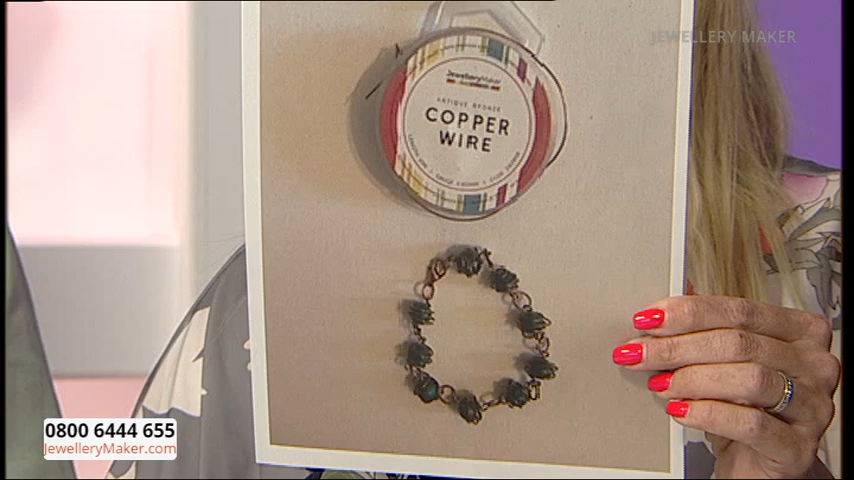 JEWELLERY MAKER
JewelleryMaker
ANTIQUE BRONZE
COPPER
WIRE
0800 6444 655
JewelleryMaker.com